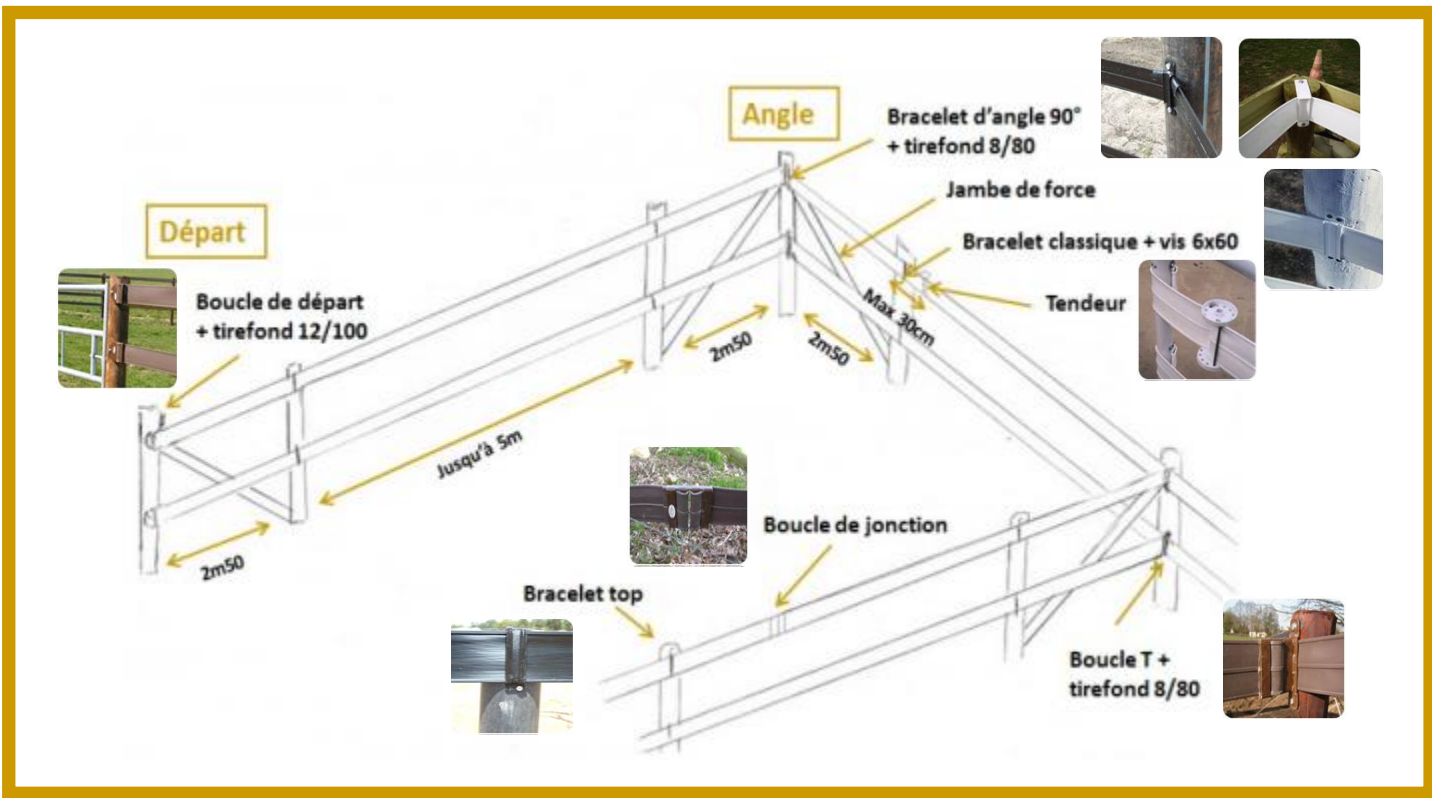 Angle
Bracelet d'angle 90°
+ tirefond 8/80
Jambe de force
Départ
Bracelet classique + vis 6x60
Boucle de départ
+ tirefond 12/100
Tendeur
Max 30cm
2m50
2m50
Jusqu'à 5m
2m50
Boucle de jonction
Bracelet top
Boucle T +
tirefond 8/80